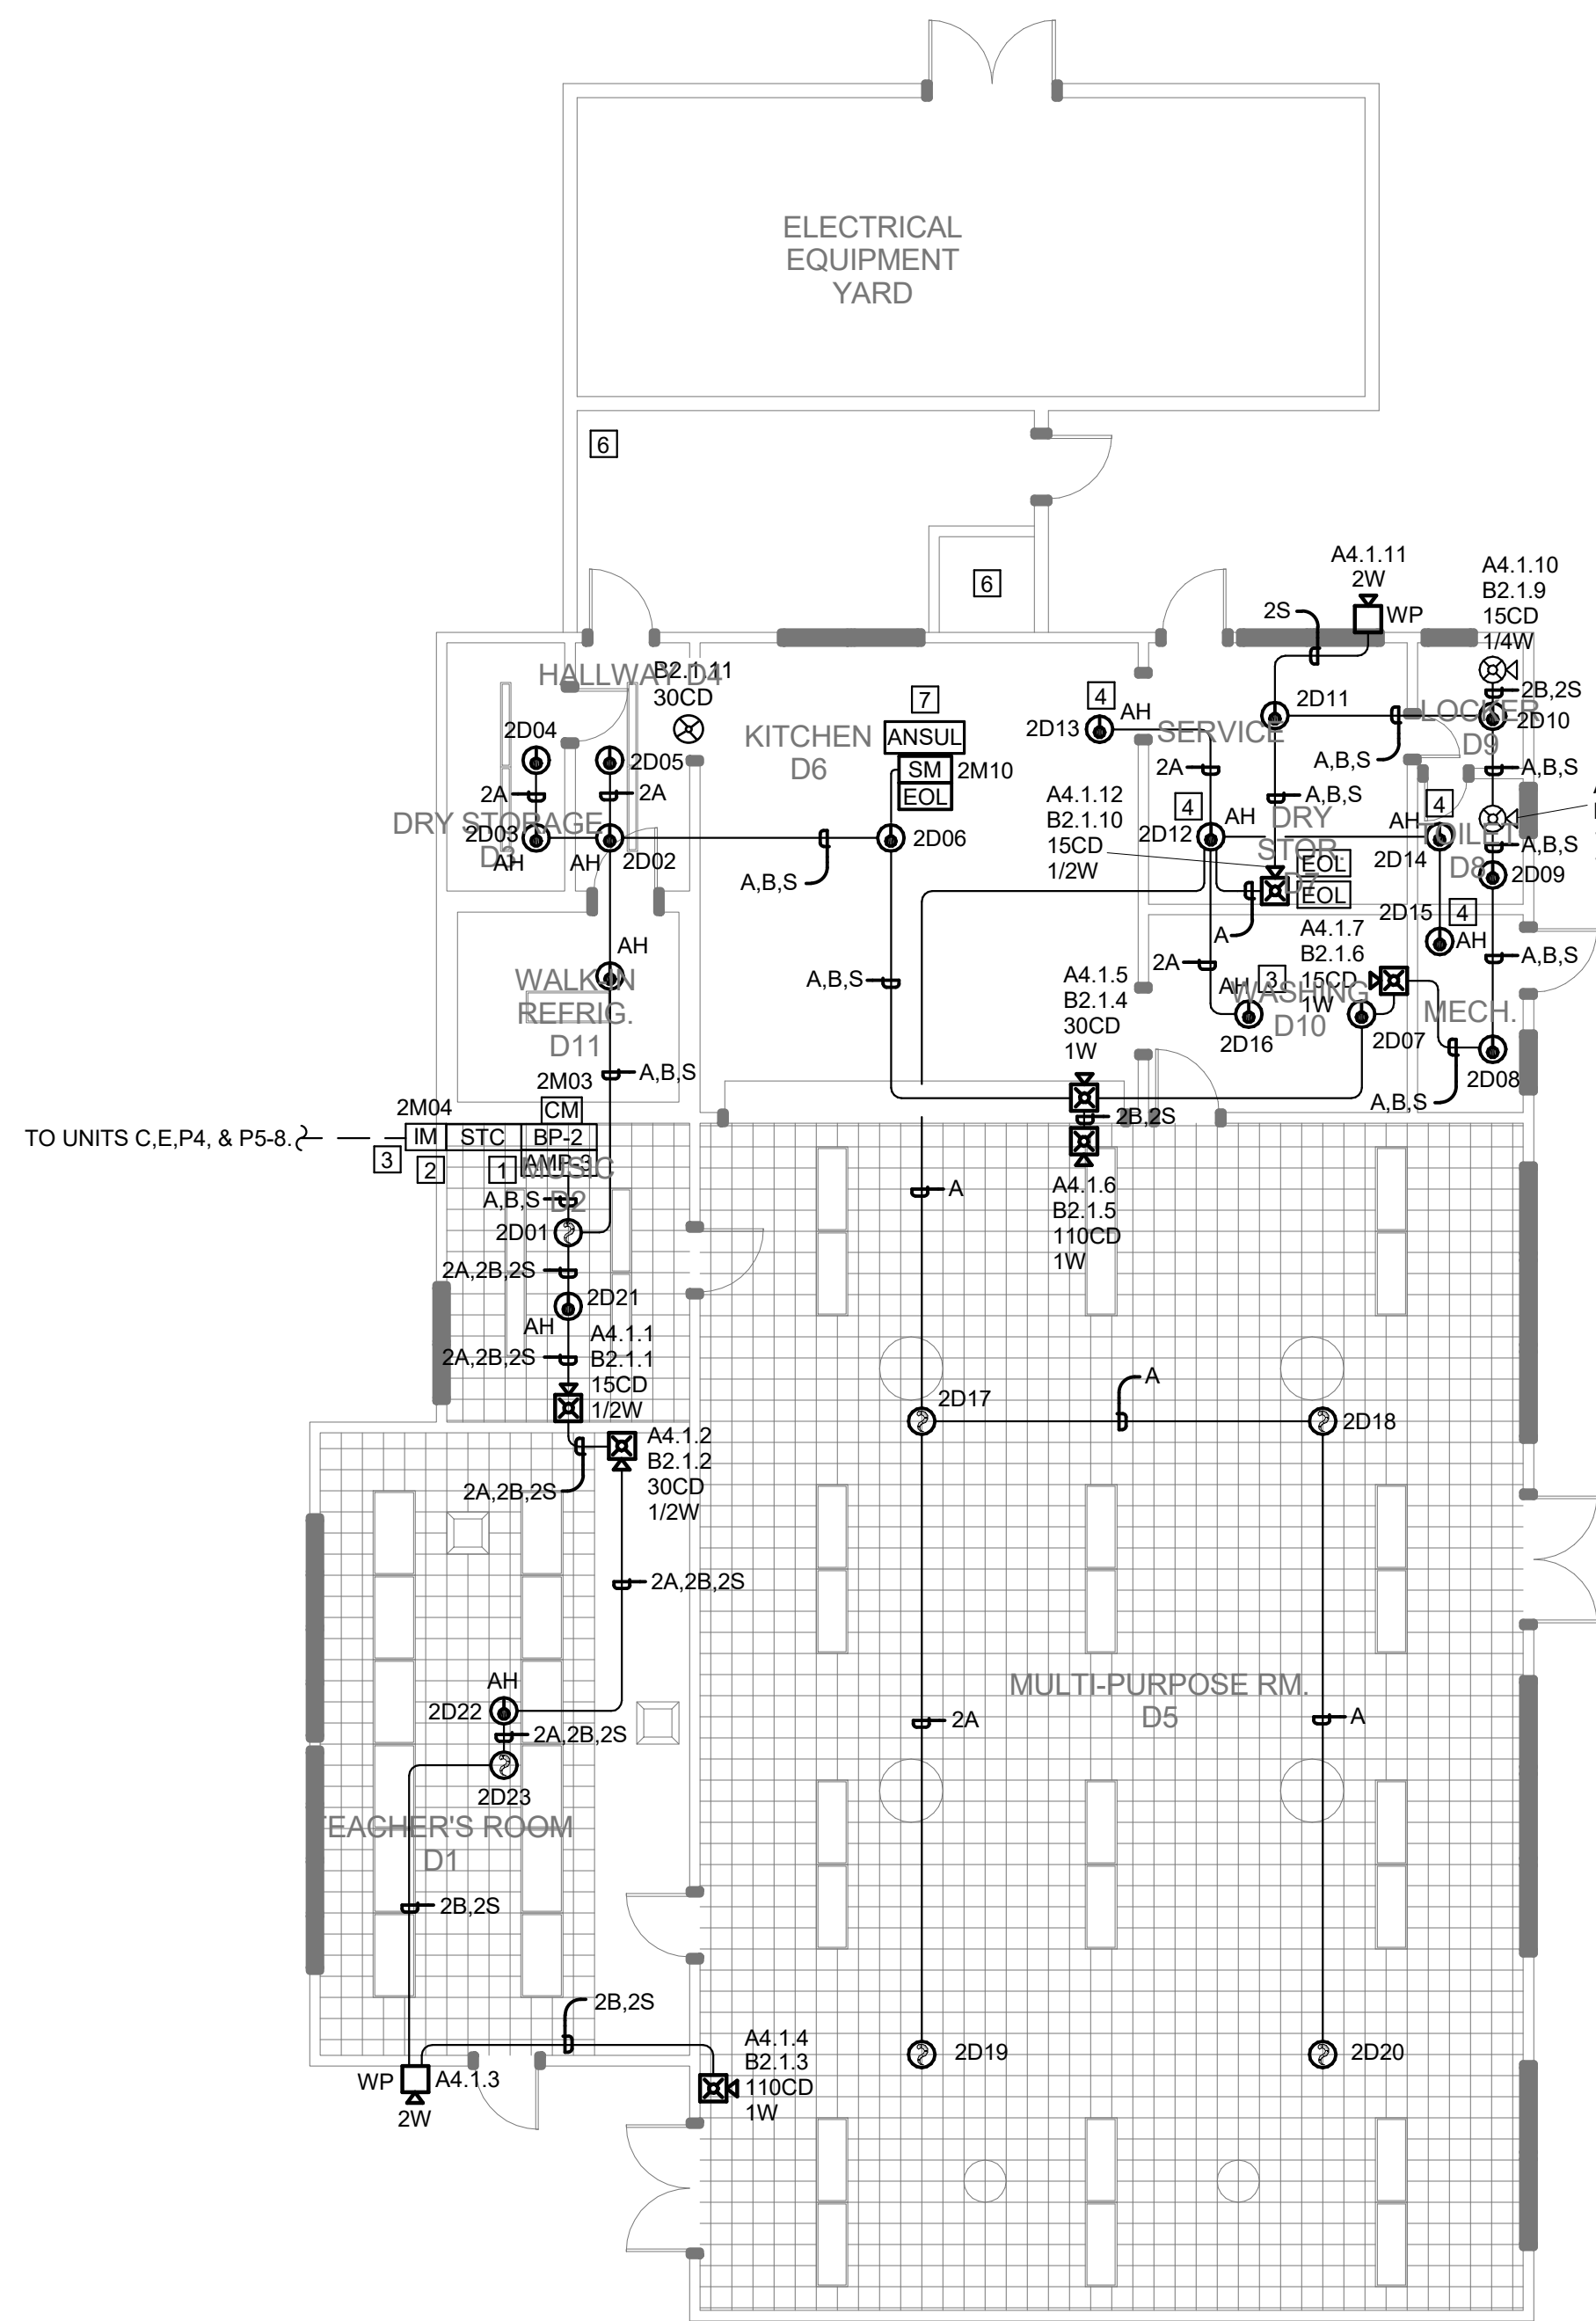 ELECTRICAL
EQUIPMENT
YARD
6
6
A4.1.11
2W
WP
2S
A4.1.10
B2.1.9
15CD
1/4W
2B,2S
HALLWAY D4
B2.1.11
30CD
KITCHEN
D6
7
ANSUL
SM
2M10
EOL
4
AH
2D13
SERVICE
2D11
LOCKER
D9
2D10
2D04
2D05
2A
2A
DRY STORAGE
D3
2D03
AH
AH
2D02
2D06
A,B,S
2A
A,B,S
A,B,S
A,B,S
A4.1.12
B2.1.10
15CD
1/2W
4
AH
2D12
DRY
STOR.
D7
EOL
EOL
4
AH
TOILET
D8
2D14
A,B,S
2D09
A
2D15
4
AH
A,B,S
AH
WALK-IN
REFRIG.
D11
A,B,S
A,B,S
A4.1.5
B2.1.4
30CD
1W
2A
AH
3
WASHING
D10
2D16
A4.1.7
B2.1.6
15CD
1W
2D07
MECH.
2D08
A,B,S
2M03
CM
2M04
TO UNITS C,E,P4, & P5-8.
IM
STC
BP-2
3
2
1
AMP-3
MUSIC
D2
2B,2S
A,B,S
2D01
A
A4.1.6
B2.1.5
110CD
1W
2A,2B,2S
2D21
AH
2A,2B,2S
A4.1.1
B2.1.1
15CD
1/2W
A4.1.2
B2.1.2
30CD
1/2W
2A,2B,2S
2A,2B,2S
2D17
A
2D18
MULTI-PURPOSE RM.
D5
2A
A
AH
2D22
2A,2B,2S
2D23
TEACHER'S ROOM
D1
2B,2S
2B,2S
WP
A4.1.3
2W
A4.1.4
B2.1.3
110CD
1W
2D19
2D20